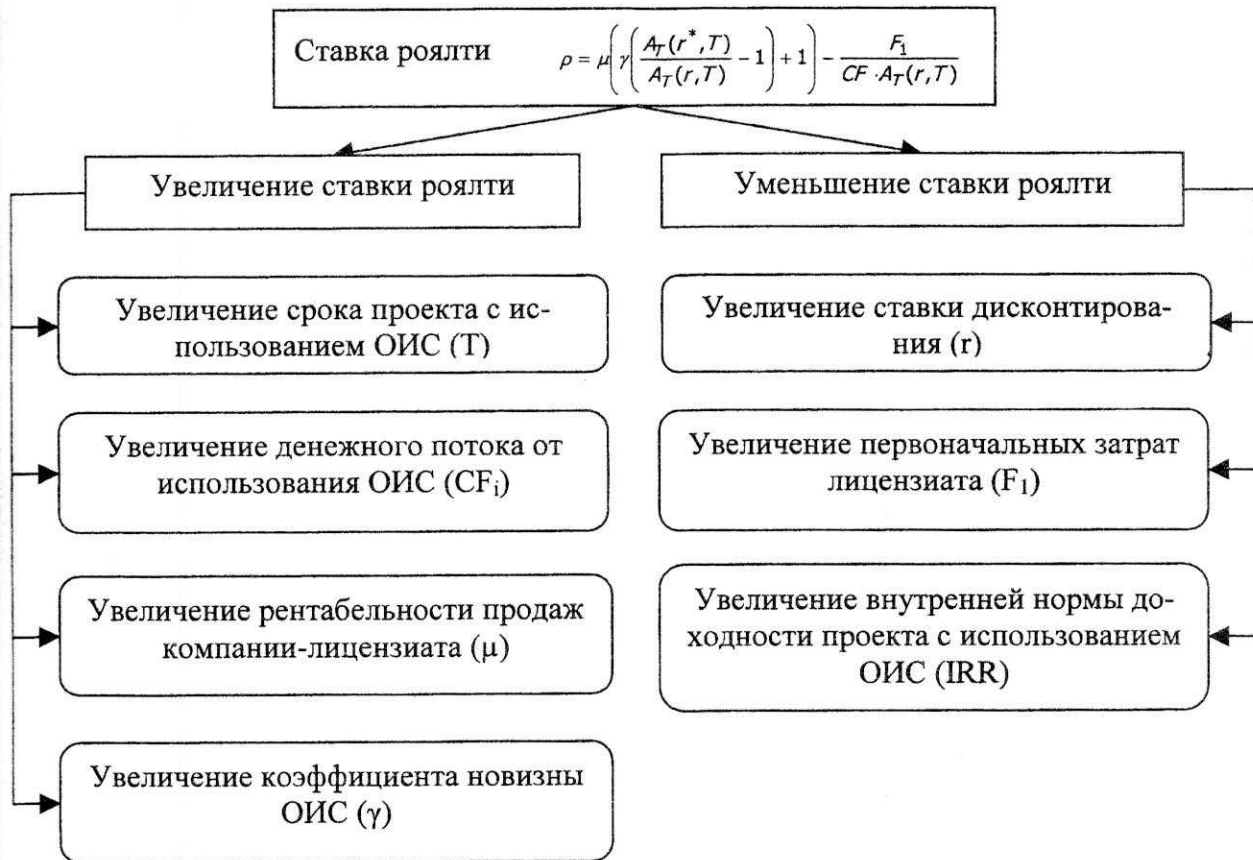 Ставка роялти ρ = μ(γ(A_T(r*,T)/A_T(r,T) − 1) + 1) − F₁/(CF·A_T(r,T))
Увеличение ставки роялти
Уменьшение ставки роялти
Увеличение срока проекта с ис-
пользованием ОИС (T)
Увеличение денежного потока от
использования ОИС (CFᵢ)
Увеличение рентабельности продаж
компании-лицензиата (μ)
Увеличение коэффициента новизны
ОИС (γ)
Увеличение ставки дисконтирова-
ния (r)
Увеличение первоначальных затрат
лицензиата (F₁)
Увеличение внутренней нормы до-
ходности проекта с использованием
ОИС (IRR)